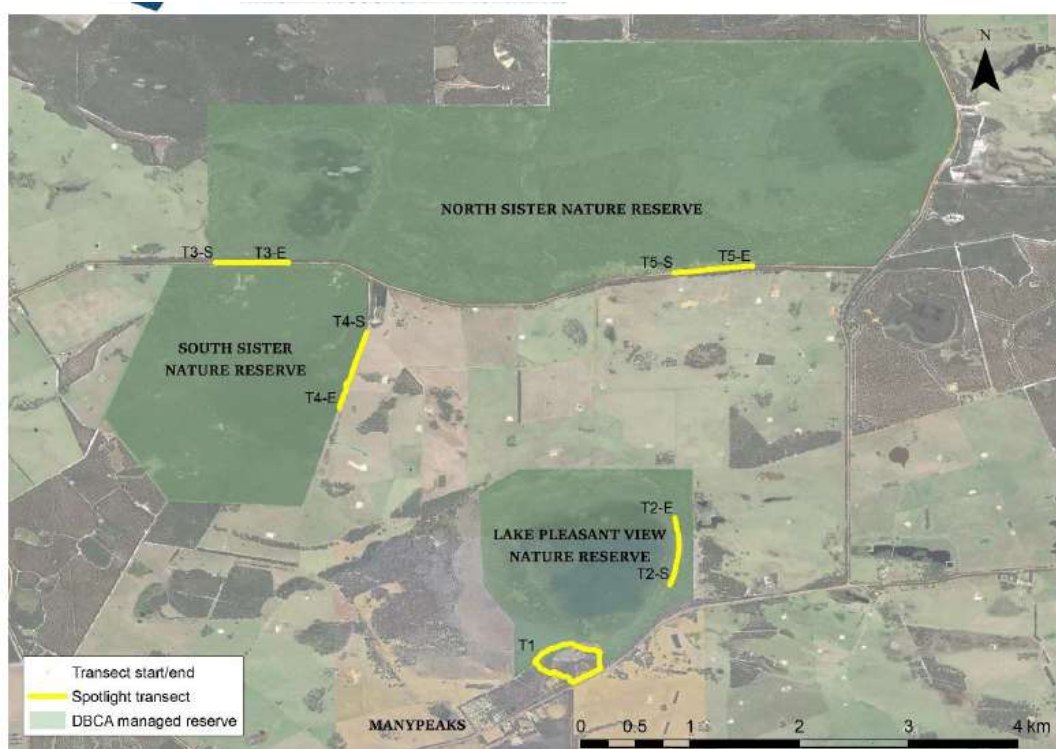 N
NORTH SISTER NATURE RESERVE
T3-S
T3-E
T5-S
T5-E
T4-S
SOUTH SISTER
NATURE RESERVE
T4-E
T2-E
LAKE PLEASANT VIEW
NATURE RESERVE
T2-S
T1
Transect start/end
Spotlight transect
DBCA managed reserve
MANYPEAKS
0 0.5 1 2 3 4 km